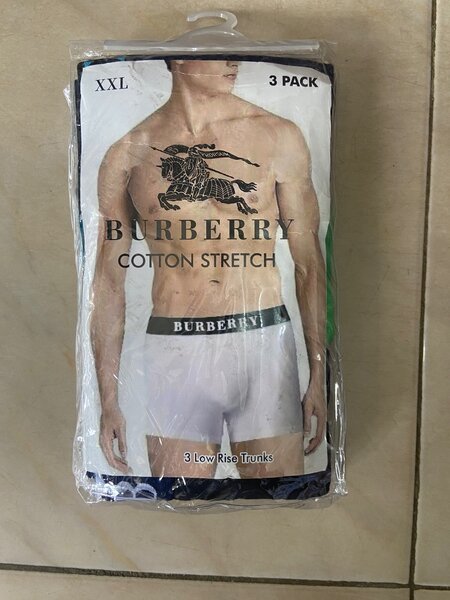 XXL
3 PACK
BURBERRY
COTTON STRETCH
BURBERRY
3 Low Rise Trunks